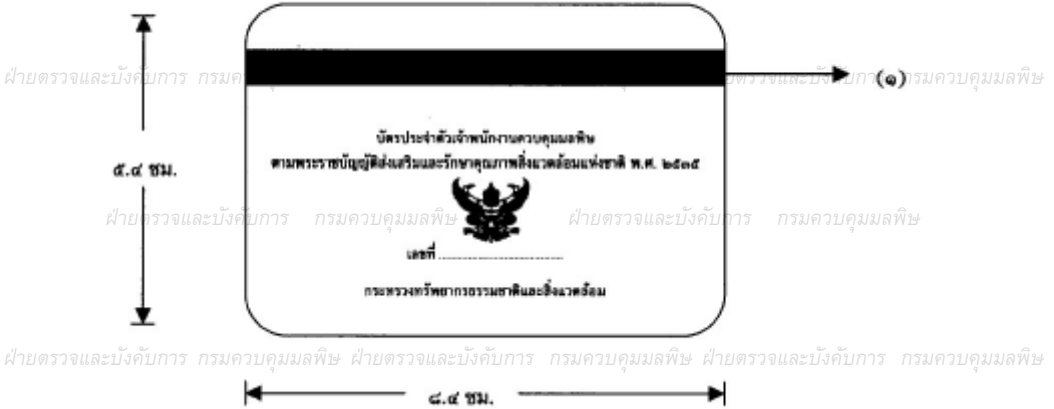 ฝ่ายตรวจและบังคับการ กรมควบคุมมลพิษ (๑)
บัตรประจำตัวเจ้าพนักงานควบคุมมลพิษ
ตามพระราชบัญญัติส่งเสริมและรักษาคุณภาพสิ่งแวดล้อมแห่งชาติ พ.ศ. ๒๕๓๕
๕.๔ ซม.
ฝ่ายตรวจและบังคับการ กรมควบคุมมลพิษ ฝ่ายตรวจและบังคับการ กรมควบคุมมลพิษ
เลขที่ ........................................
กระทรวงทรัพยากรธรรมชาติและสิ่งแวดล้อม
ฝ่ายตรวจและบังคับการ กรมควบคุมมลพิษ ฝ่ายตรวจและบังคับการ กรมควบคุมมลพิษ ฝ่ายตรวจและบังคับการ กรมควบคุมมลพิษ
๘.๔ ซม.